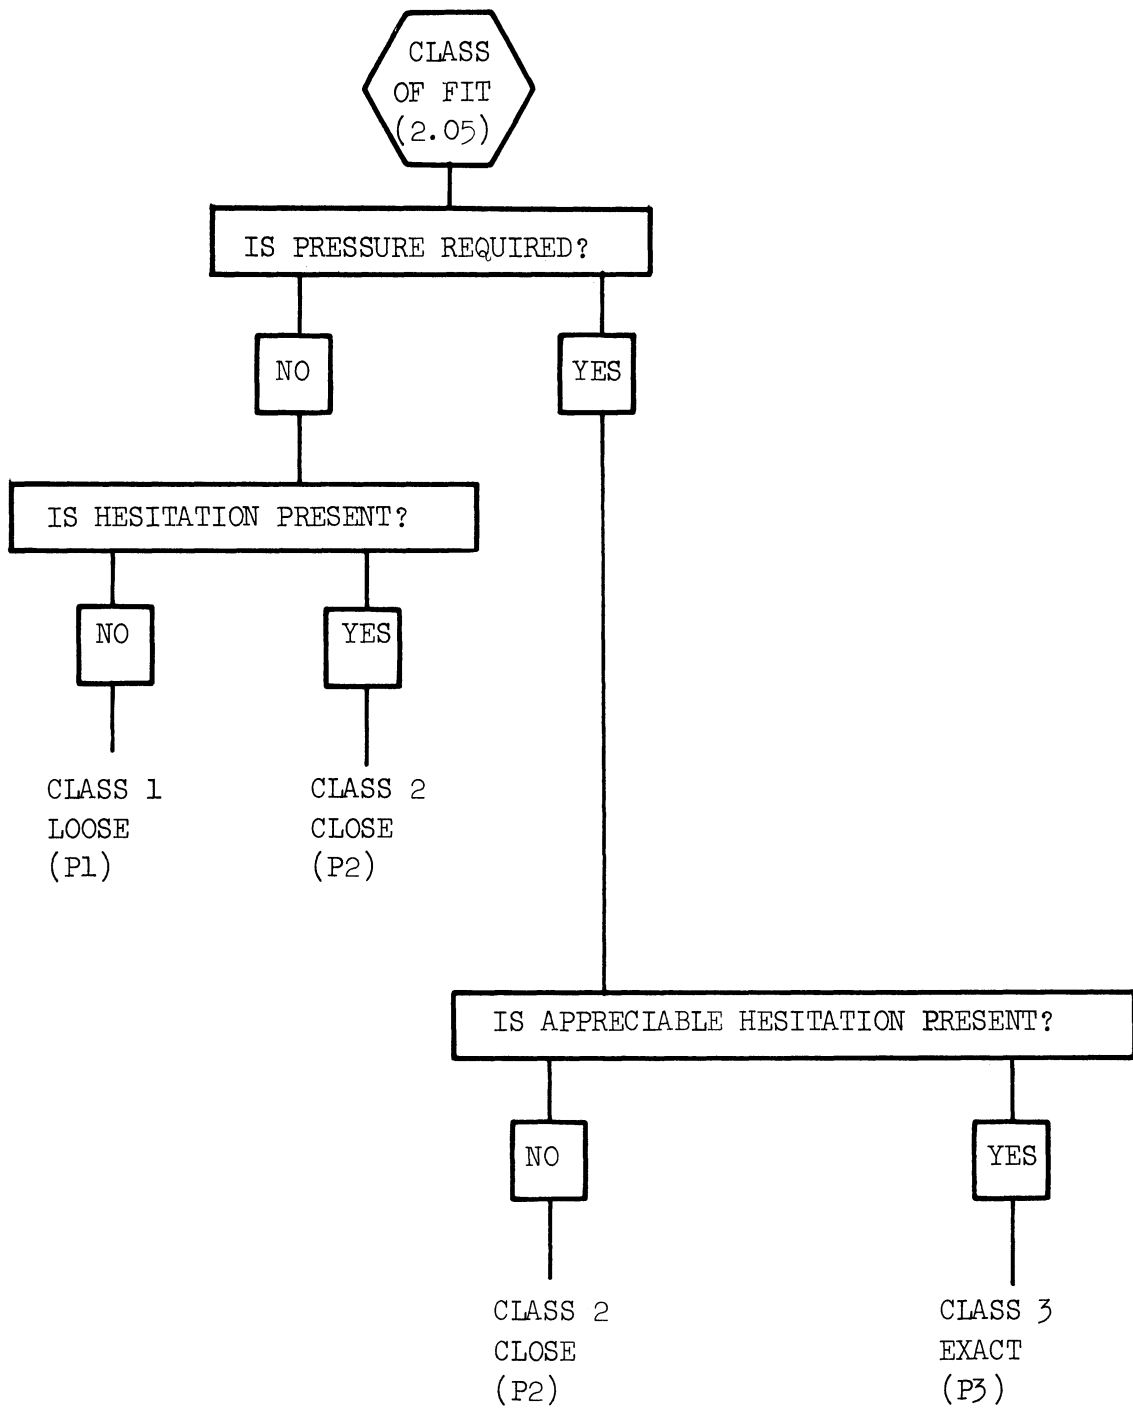 CLASS
OF FIT
(2.05)
IS PRESSURE REQUIRED?
NO
YES
IS HESITATION PRESENT?
NO
YES
CLASS 1
LOOSE
(P1)
CLASS 2
CLOSE
(P2)
IS APPRECIABLE HESITATION PRESENT?
NO
YES
CLASS 2
CLOSE
(P2)
CLASS 3
EXACT
(P3)